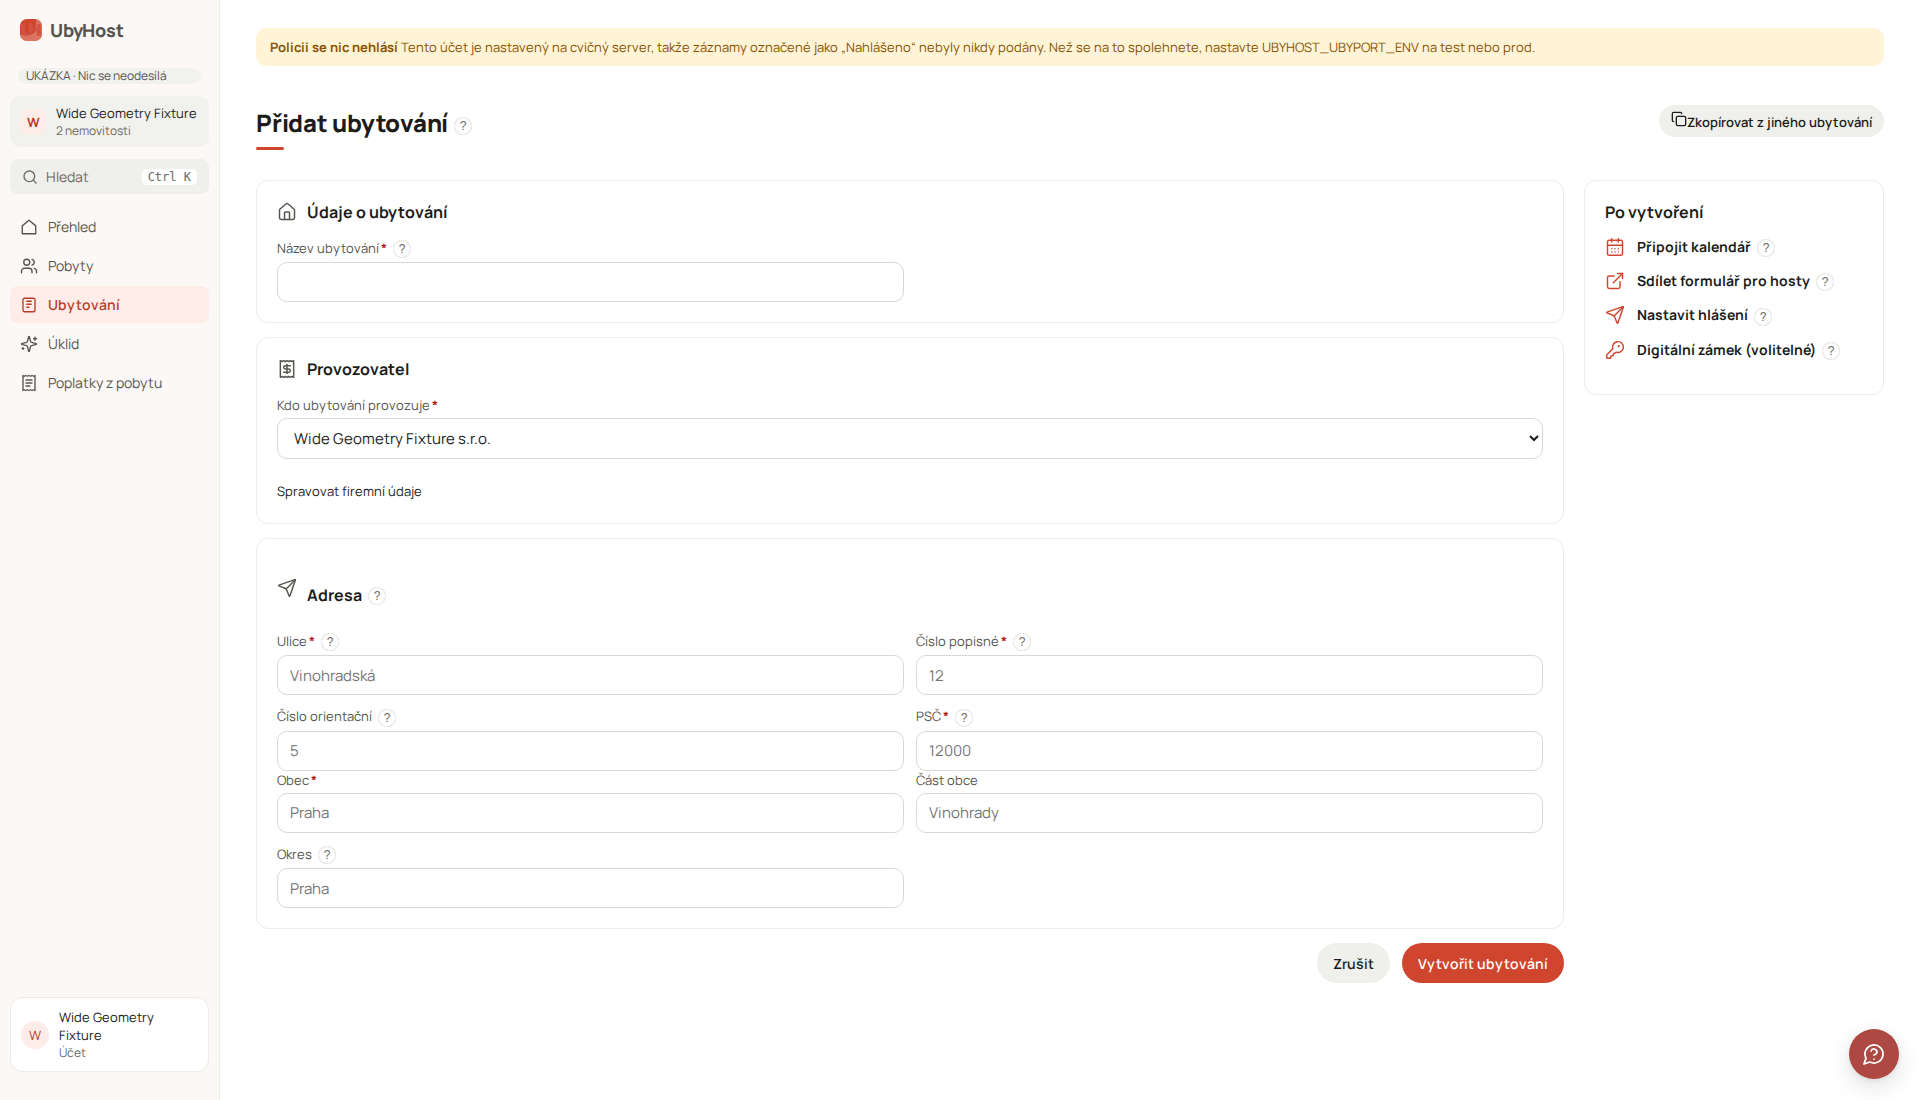 UbyHost
UKÁZKA · Nic se neodesílá
W
Wide Geometry Fixture
2 nemovitosti
Hledat
Ctrl K
Přehled
Pobyty
Ubytování
Úklid
Poplatky z pobytu
W
Wide Geometry
Fixture
Účet
Policii se nic nehlásí Tento účet je nastavený na cvičný server, takže záznamy označené jako „Nahlášeno“ nebyly nikdy podány. Než se na to spolehnete, nastavte UBYHOST_UBYPORT_ENV na test nebo prod.
Přidat ubytování ?
Zkopírovat z jiného ubytování
Údaje o ubytování
Název ubytování* ?
Provozovatel
Kdo ubytování provozuje*
Wide Geometry Fixture s.r.o.
Spravovat firemní údaje
Adresa ?
Ulice* ?
Vinohradská
Číslo popisné* ?
12
Číslo orientační ?
5
PSČ* ?
12000
Obec*
Praha
Část obce
Vinohrady
Okres ?
Praha
Zrušit
Vytvořit ubytování
Po vytvoření
Připojit kalendář ?
Sdílet formulář pro hosty ?
Nastavit hlášení ?
Digitální zámek (volitelné) ?